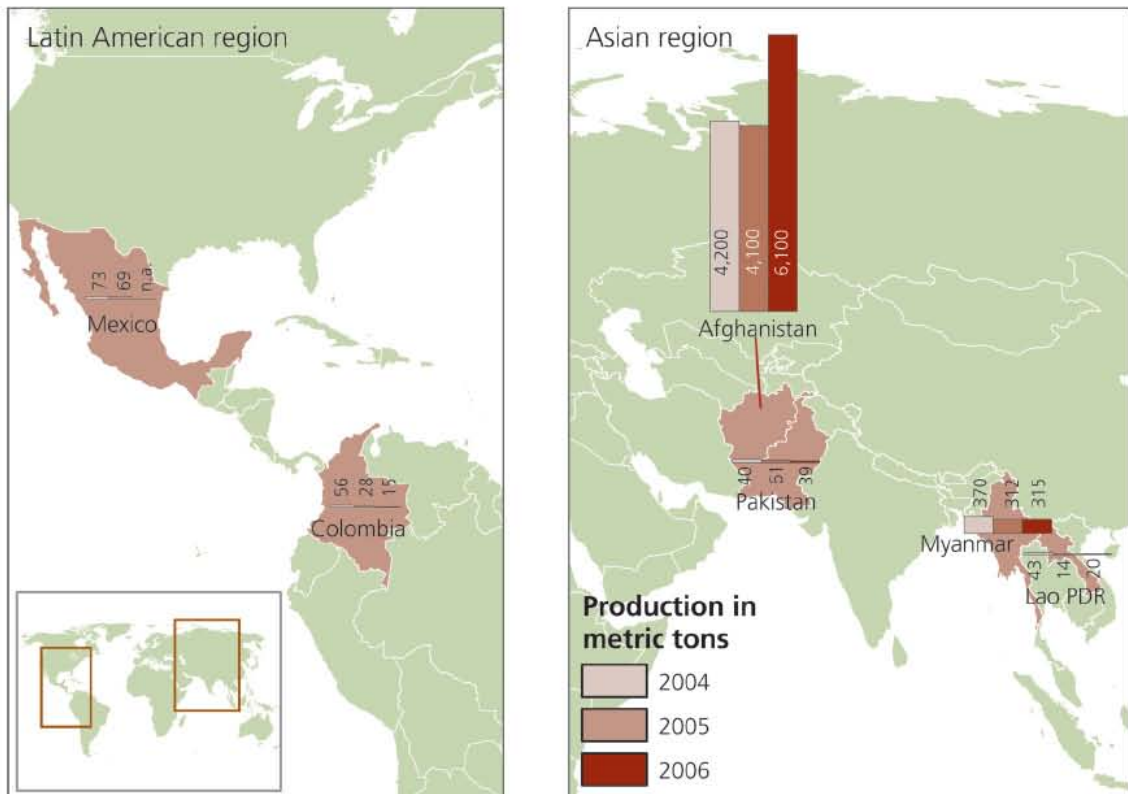 Latin American region
73
69
n.a.
Mexico
56
28
15
Colombia
Asian region
4,200
4,100
6,100
Afghanistan
40
51
39
Pakistan
370
312
315
Myanmar
43
14
20
Lao PDR
Production in
metric tons
2004
2005
2006